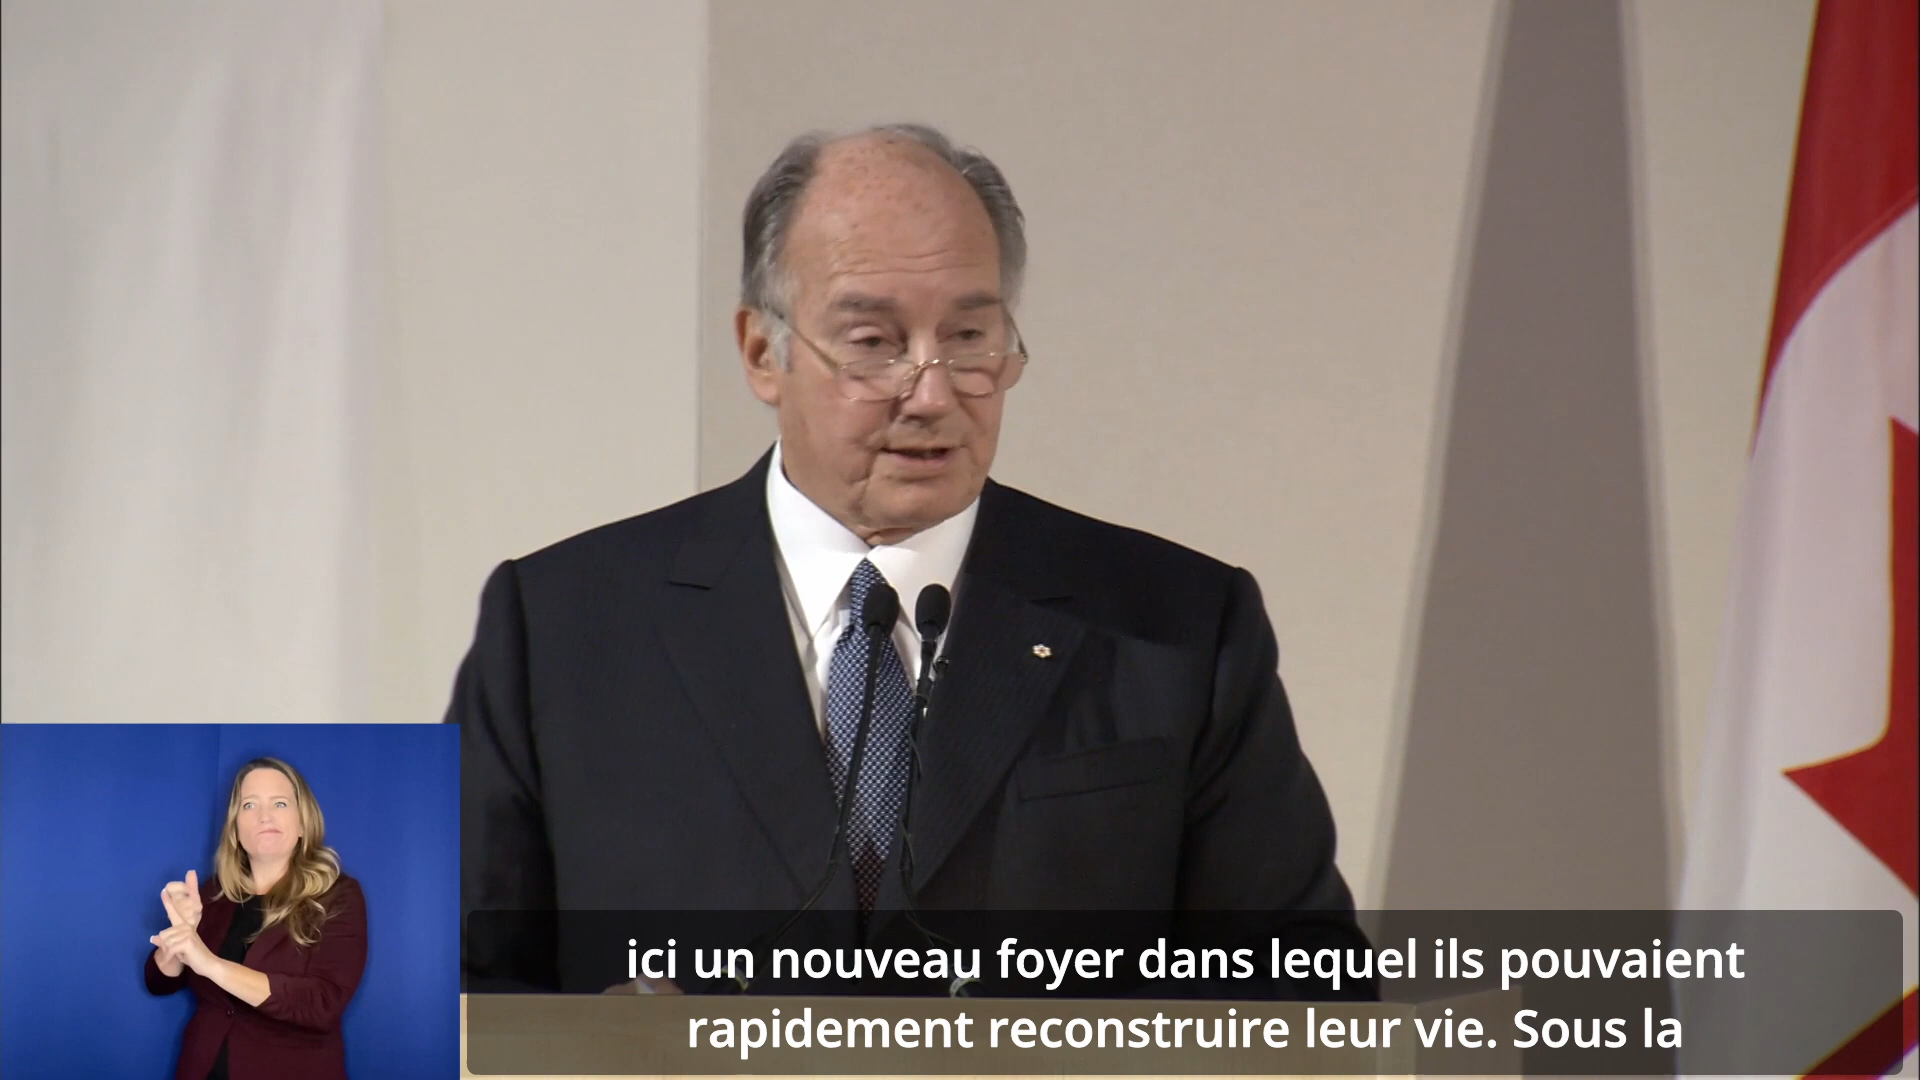 ici un nouveau foyer dans lequel ils pouvaient
rapidement reconstruire leur vie. Sous la